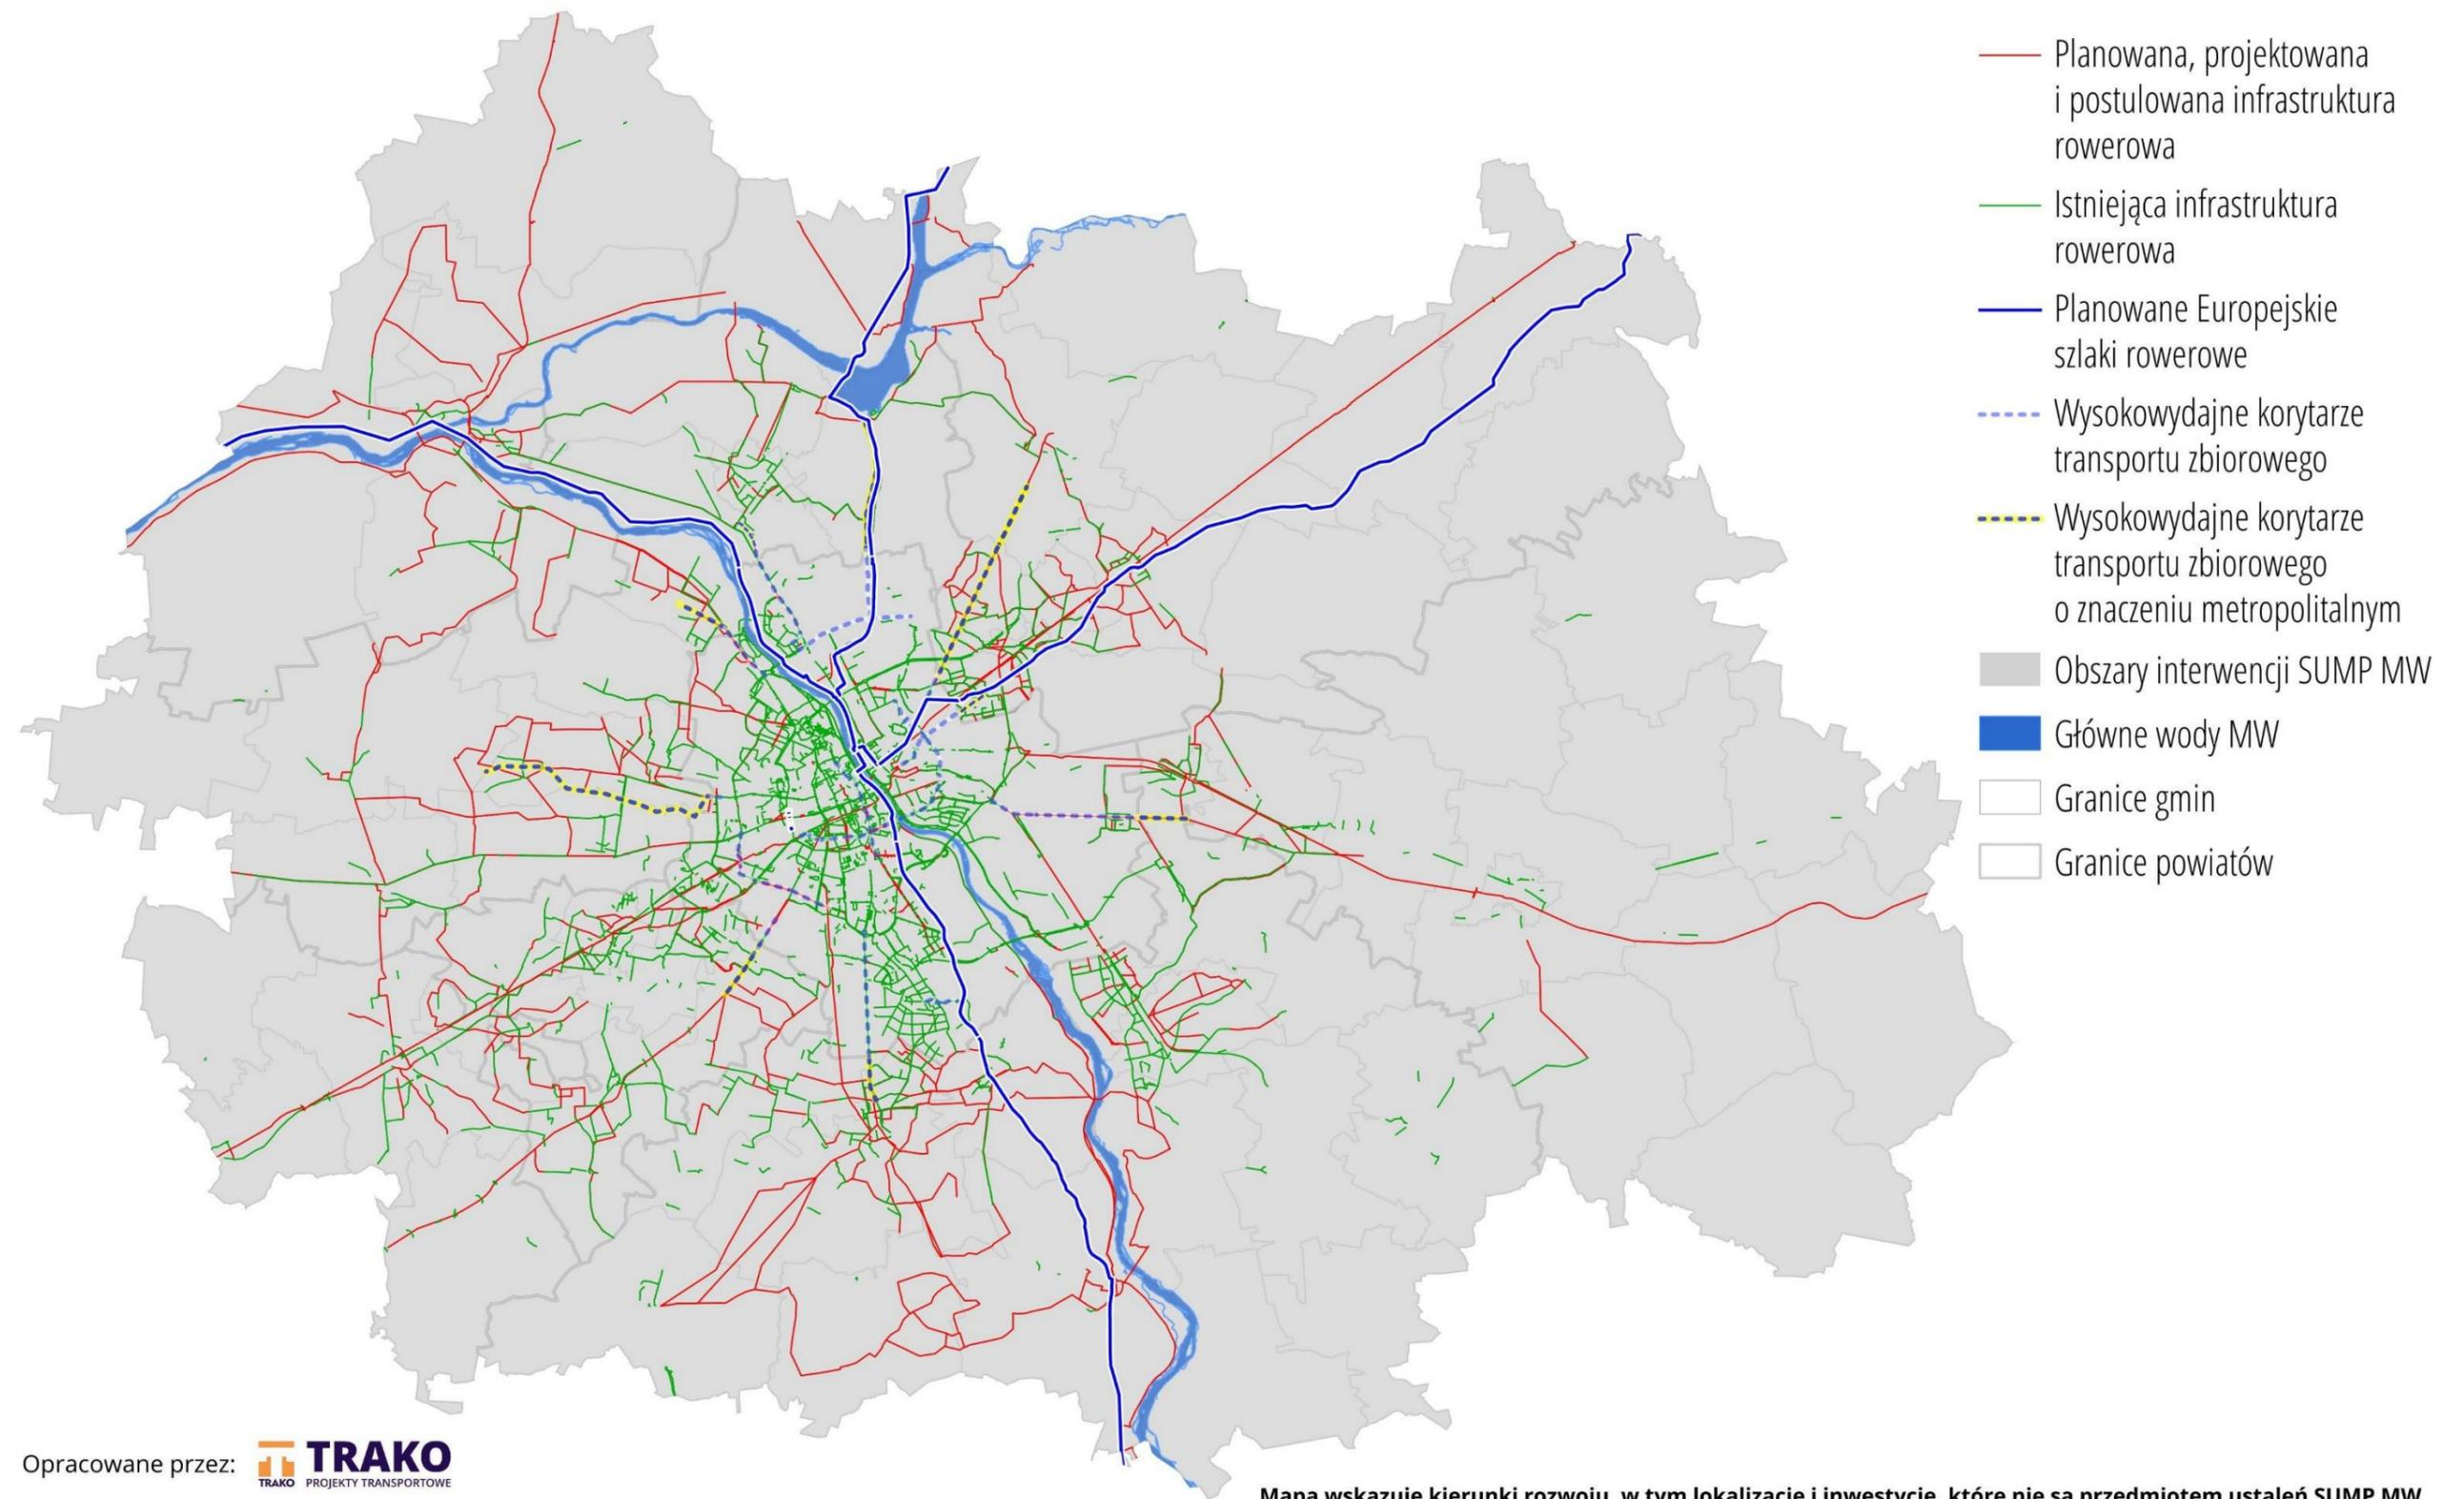 Planowana, projektowana
i postulowana infrastruktura
rowerowa
Istniejąca infrastruktura
rowerowa
Planowane Europejskie
szlaki rowerowe
Wysokowydajne korytarze
transportu zbiorowego
Wysokowydajne korytarze
transportu zbiorowego
o znaczeniu metropolitalnym
Obszary interwencji SUMP MW
Główne wody MW
Granice gmin
Granice powiatów
Opracowane przez:
TRAKO
TRAKO PROJEKTY TRANSPORTOWE
Mapa wskazuje kierunki rozwoju, w tym lokalizacje i inwestycje, które nie są przedmiotem ustaleń SUMP MW